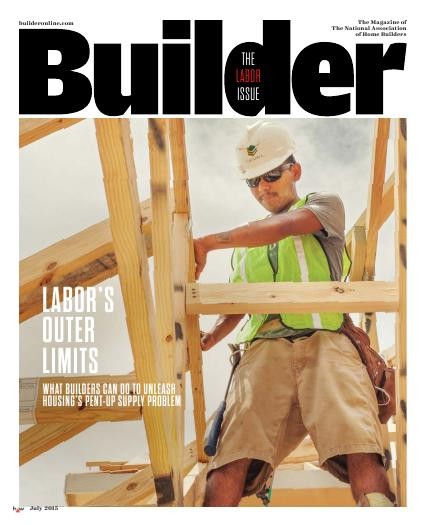 builderonline.com
The Magazine of
The National Association
of Home Builders
Builder
THE
LABOR
ISSUE
LABOR'S
OUTER
LIMITS
WHAT BUILDERS CAN DO TO UNLEASH
HOUSING'S PENT-UP SUPPLY PROBLEM
July 2015